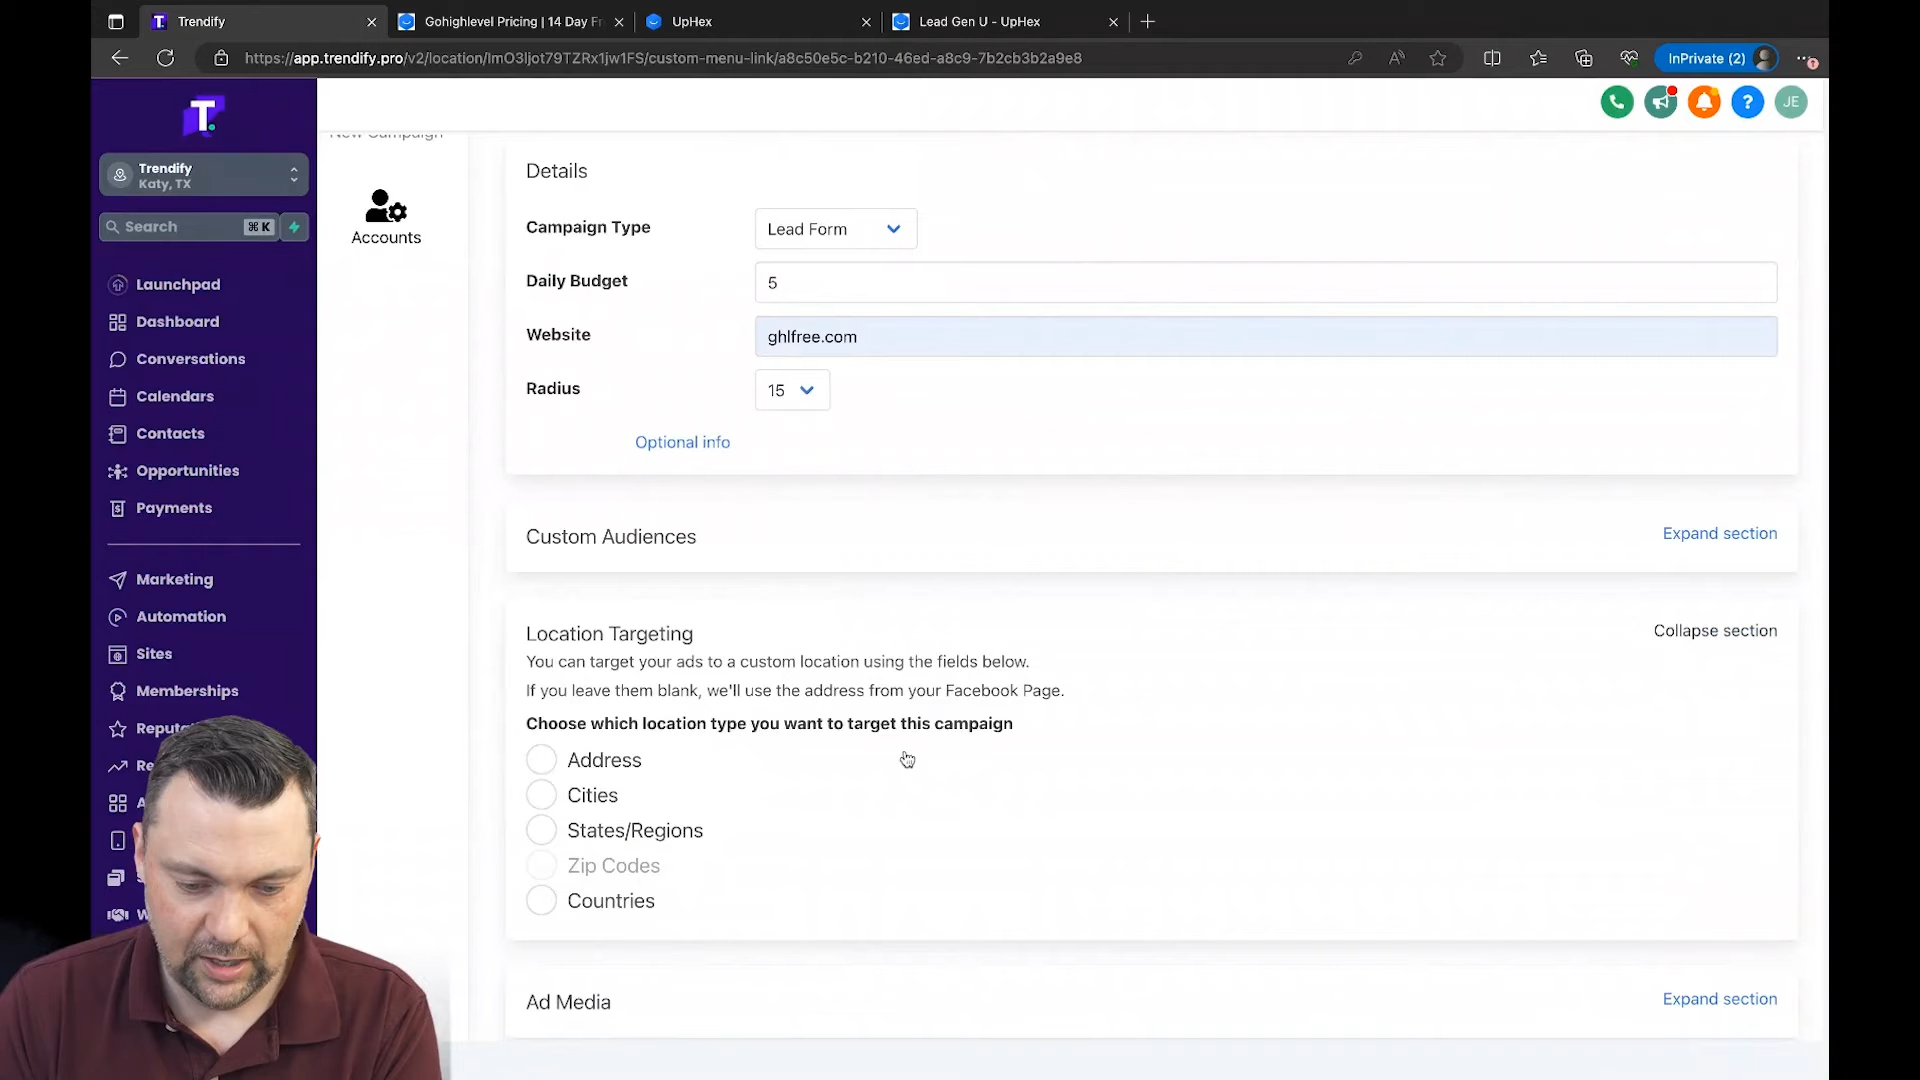 Trendify
Gohighlevel Pricing | 14 Day Fr
UpHex
Lead Gen U - UpHex
https://app.trendify.pro/v2/location/lmO3ljot79TZRx1jw1FS/custom-menu-link/a8c50e5c-b210-46ed-a8c9-7b2cb3b2a9e8
InPrivate (2)
T.
JE
Trendify
Katy, TX
Search
⌘ K
Launchpad
Dashboard
Conversations
Calendars
Contacts
Opportunities
Payments
Marketing
Automation
Sites
Memberships
Reputa
Re
A
S
W
New Campaign
Accounts
Details
Campaign Type
Lead Form
Daily Budget
5
Website
ghlfree.com
Radius
15
Optional info
Custom Audiences
Expand section
Location Targeting
Collapse section
You can target your ads to a custom location using the fields below.
If you leave them blank, we'll use the address from your Facebook Page.
Choose which location type you want to target this campaign
Address
Cities
States/Regions
Zip Codes
Countries
Ad Media
Expand section